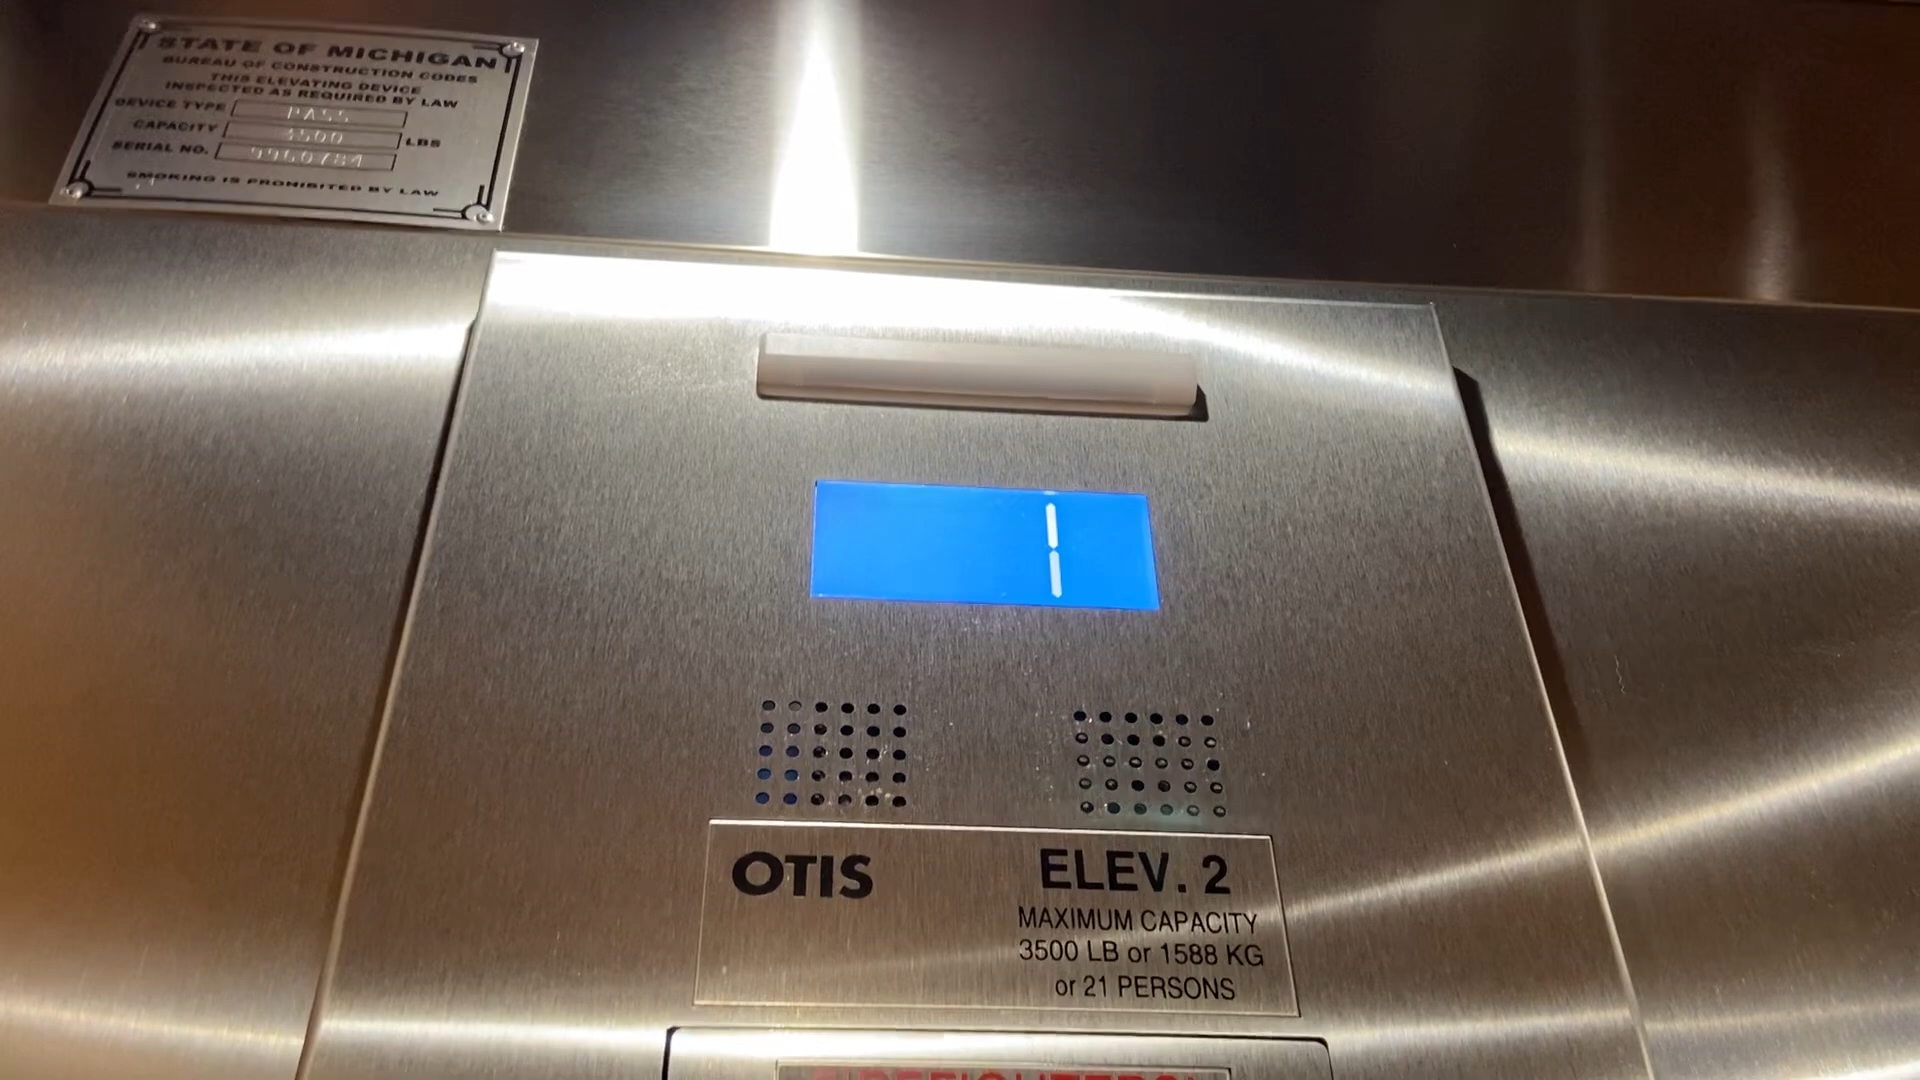 STATE OF MICHIGAN
BUREAU OF CONSTRUCTION CODES
THIS ELEVATING DEVICE
INSPECTED AS REQUIRED BY LAW
DEVICE TYPE PASS
CAPACITY 3500 LBS
SERIAL NO. 9960784
SMOKING IS PROHIBITED BY LAW
1
OTIS
ELEV. 2
MAXIMUM CAPACITY
3500 LB or 1588 KG
or 21 PERSONS